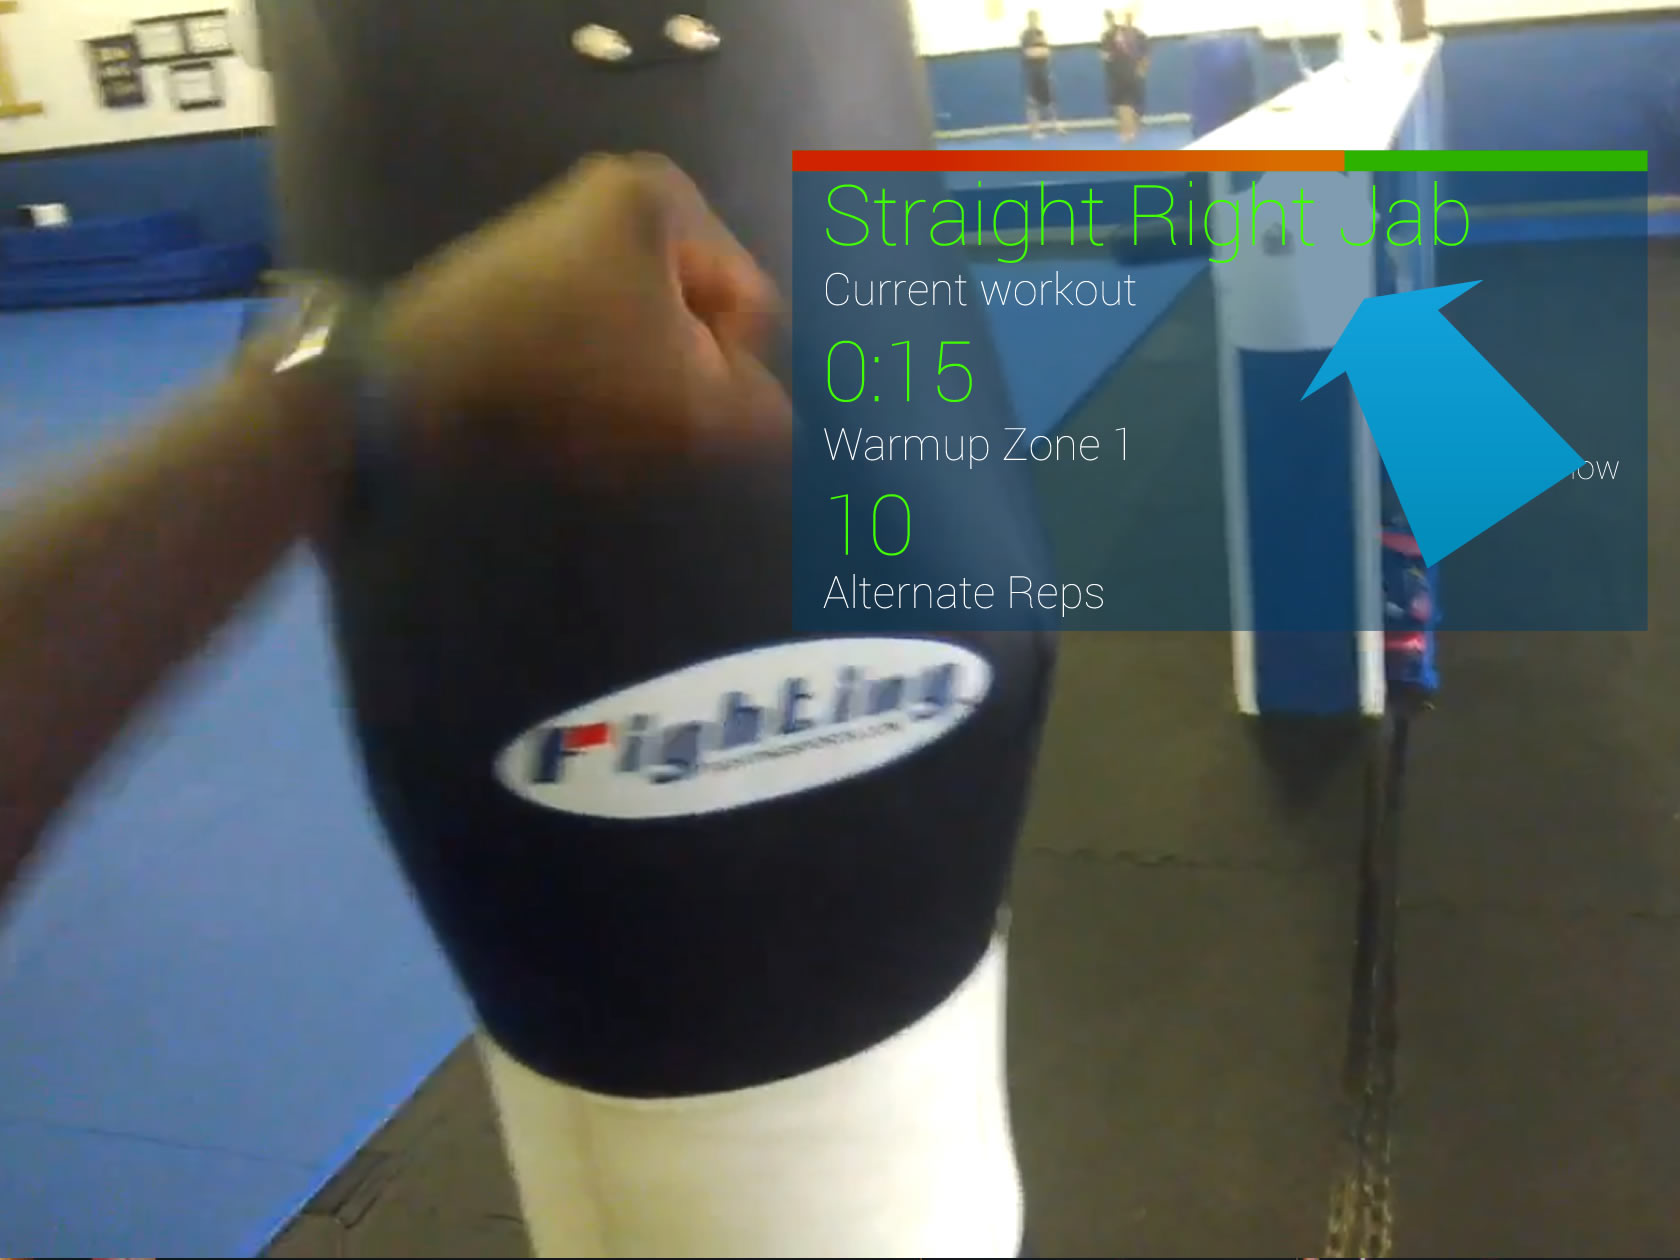 Straight Right Jab
Current workout
0:15
Warmup Zone 1
10
Alternate Reps
Fighting